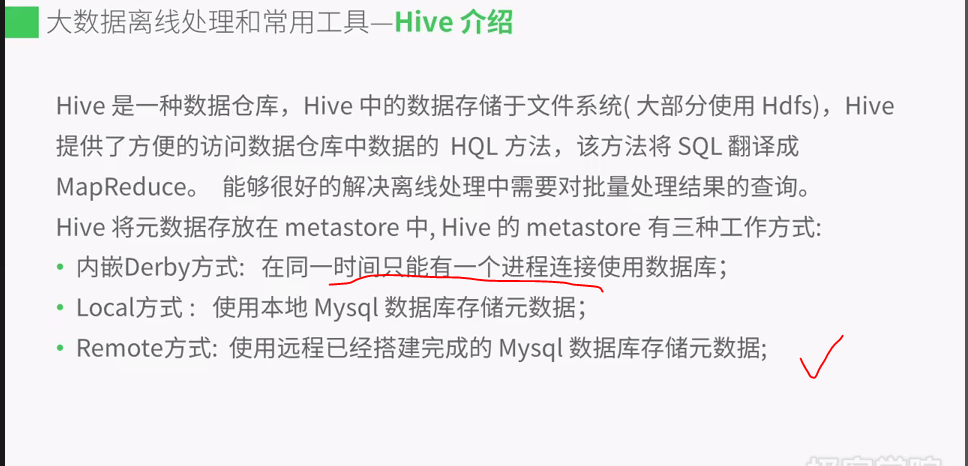 大数据离线处理和常用工具—Hive 介绍
Hive 是一种数据仓库，Hive 中的数据存储于文件系统( 大部分使用 Hdfs)，Hive
提供了方便的访问数据仓库中数据的 HQL 方法，该方法将 SQL 翻译成
MapReduce。 能够很好的解决离线处理中需要对批量处理结果的查询。
Hive 将元数据存放在 metastore 中, Hive 的 metastore 有三种工作方式:
• 内嵌Derby方式: 在同一时间只能有一个进程连接使用数据库；
• Local方式 : 使用本地 Mysql 数据库存储元数据；
• Remote方式: 使用远程已经搭建完成的 Mysql 数据库存储元数据;